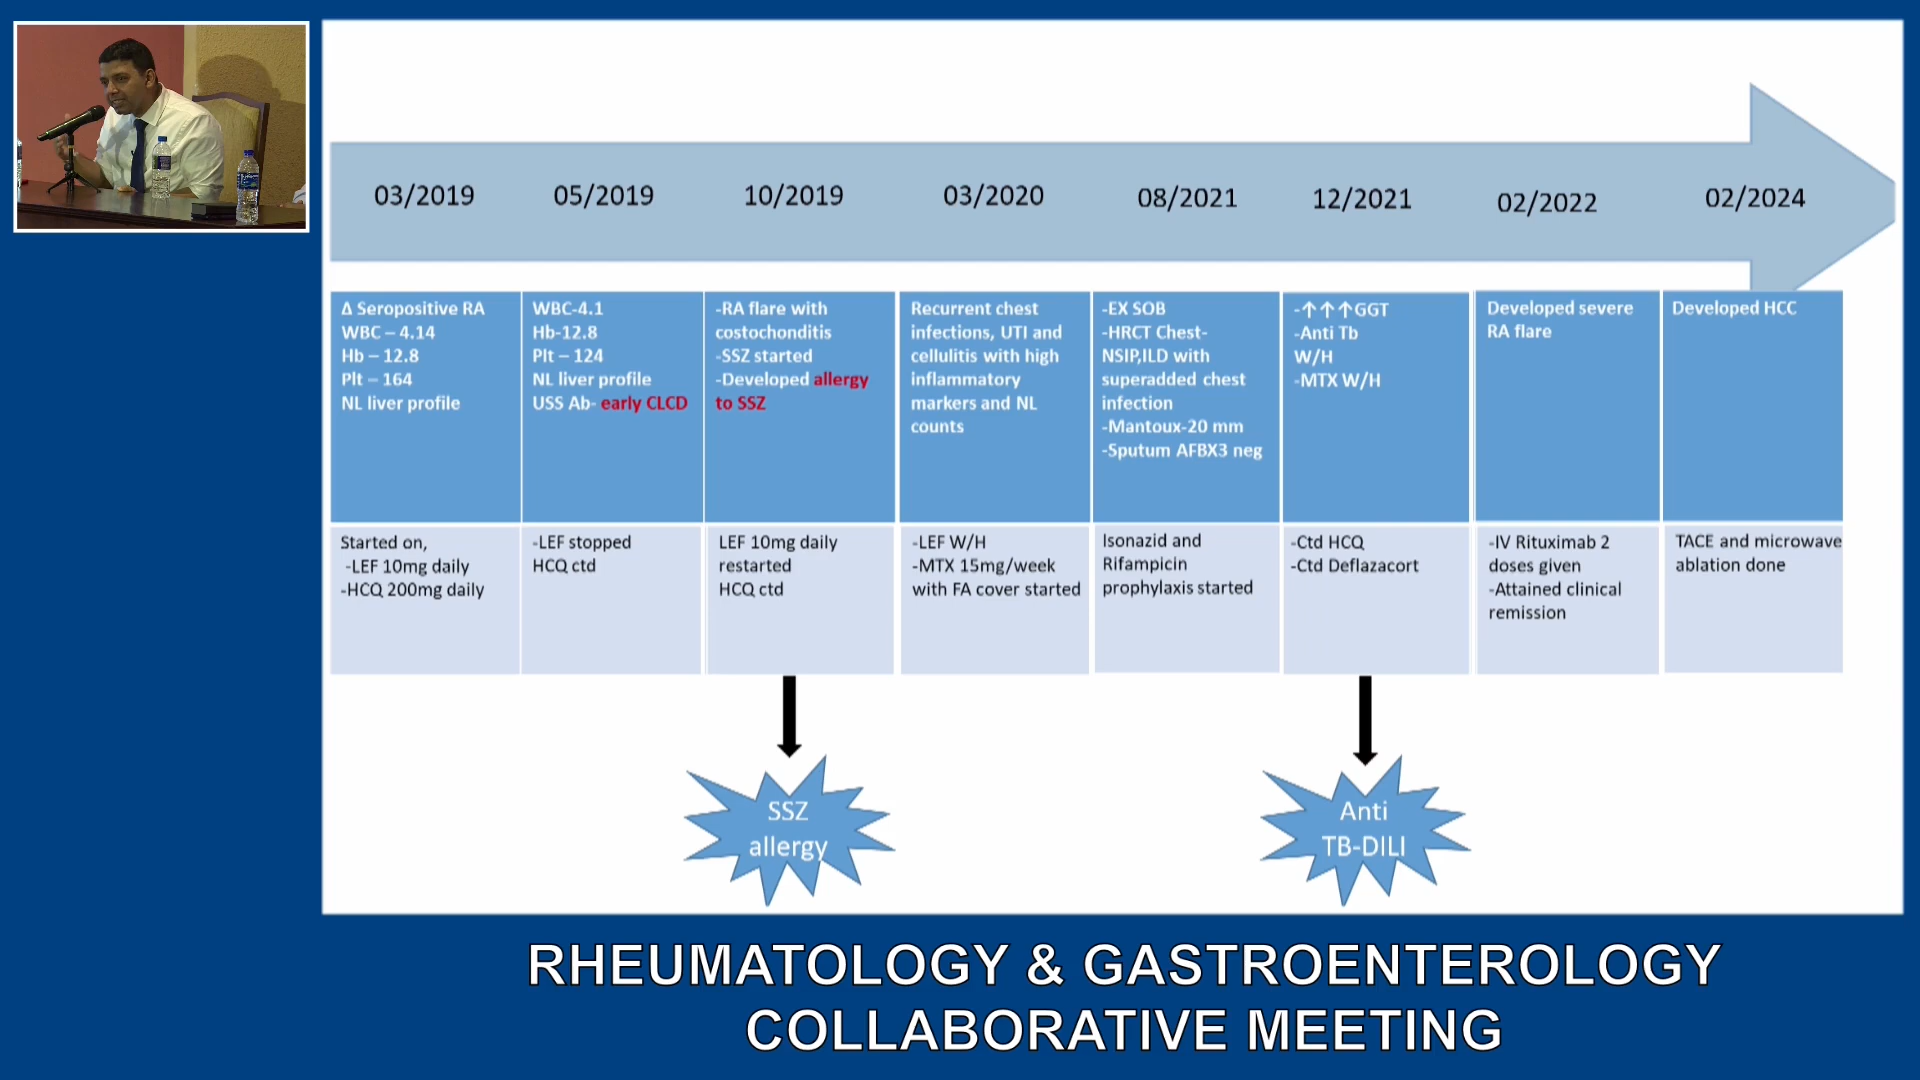 03/2019
05/2019
10/2019
03/2020
08/2021
12/2021
02/2022
02/2024
Δ Seropositive RA
WBC – 4.14
Hb – 12.8
Plt – 164
NL liver profile
WBC-4.1
Hb-12.8
Plt – 124
NL liver profile
USS Ab- early CLCD
-RA flare with
costochonditis
-SSZ started
-Developed allergy
to SSZ
Recurrent chest
infections, UTI and
cellulitis with high
inflammatory
markers and NL
counts
-EX SOB
-HRCT Chest-
NSIP,ILD with
superadded chest
infection
-Mantoux-20 mm
-Sputum AFBX3 neg
-↑↑↑GGT
-Anti Tb
W/H
-MTX W/H
Developed severe
RA flare
Developed HCC
Started on,
-LEF 10mg daily
-HCQ 200mg daily
-LEF stopped
HCQ ctd
LEF 10mg daily
restarted
HCQ ctd
-LEF W/H
-MTX 15mg/week
with FA cover started
Isonazid and
Rifampicin
prophylaxis started
-Ctd HCQ
-Ctd Deflazacort
-IV Rituximab 2
doses given
-Attained clinical
remission
TACE and microwave
ablation done
SSZ
allergy
Anti
TB-DILI
RHEUMATOLOGY & GASTROENTEROLOGY
COLLABORATIVE MEETING